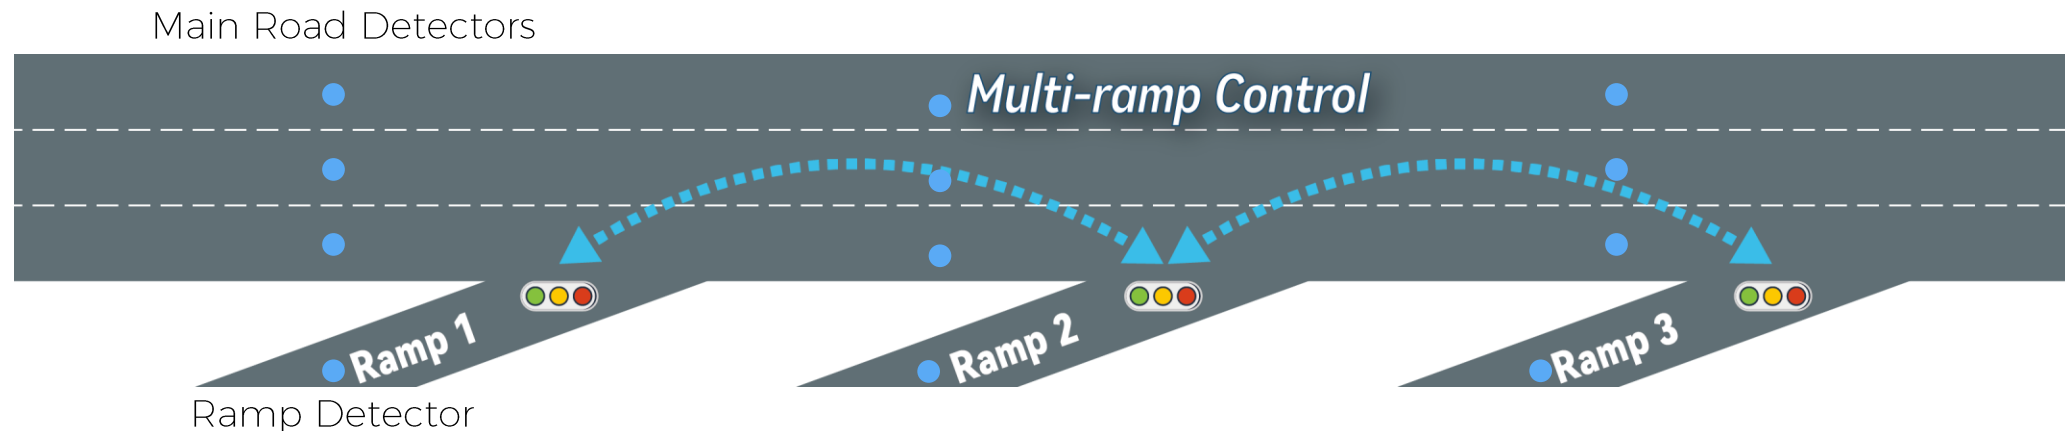 Main Road Detectors
Multi-ramp Control
Ramp 1
Ramp 2
Ramp 3
Ramp Detector